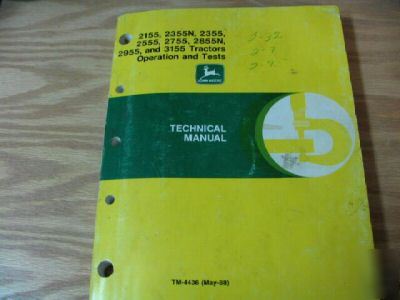 2155, 2355N, 2355,
2555, 2755, 2855N,
2955, and 3155 Tractors
Operation and Tests
JOHN DEERE
TECHNICAL
MANUAL
TM-4436 (May-88)